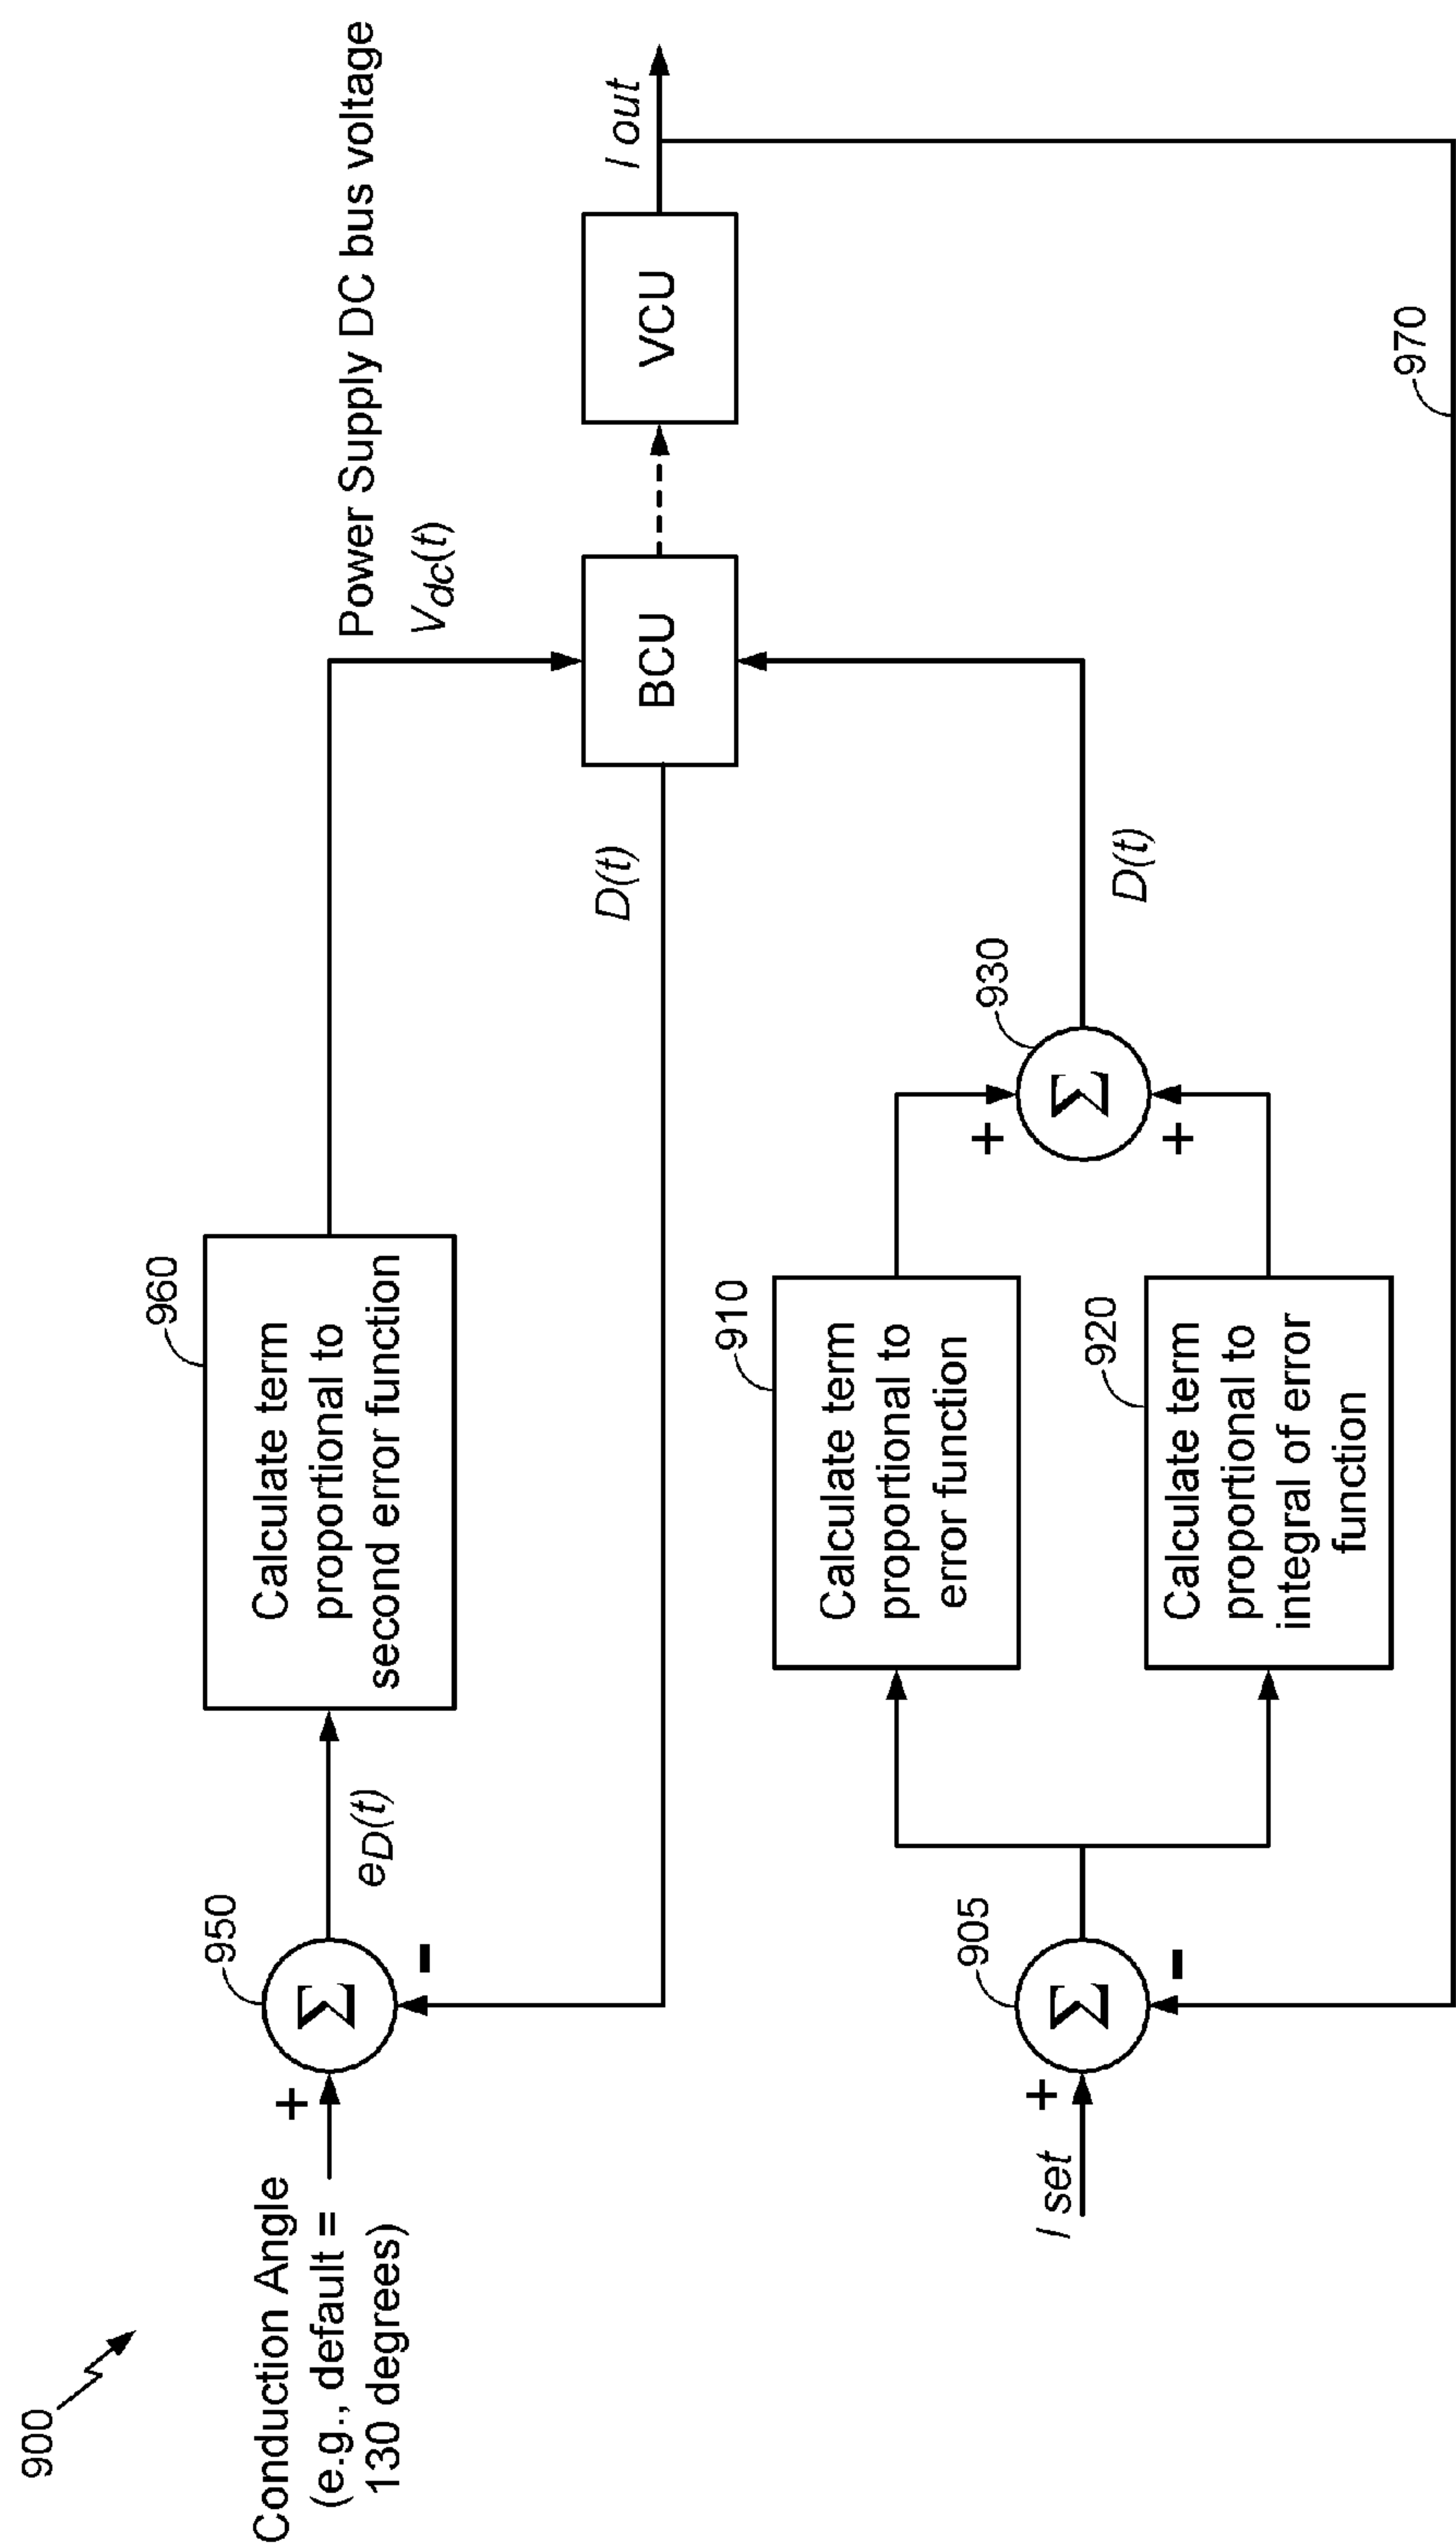 900
Conduction Angle
(e.g., default =
130 degrees)
+
950
Σ
-
eD(t)
960
Calculate term
proportional to
second error function
Power Supply DC bus voltage
Vdc(t)
D(t)
BCU
VCU
I out
I set
+
905
Σ
-
910
Calculate term
proportional to
error function
920
Calculate term
proportional to
integral of error
function
+
+
930
Σ
D(t)
970